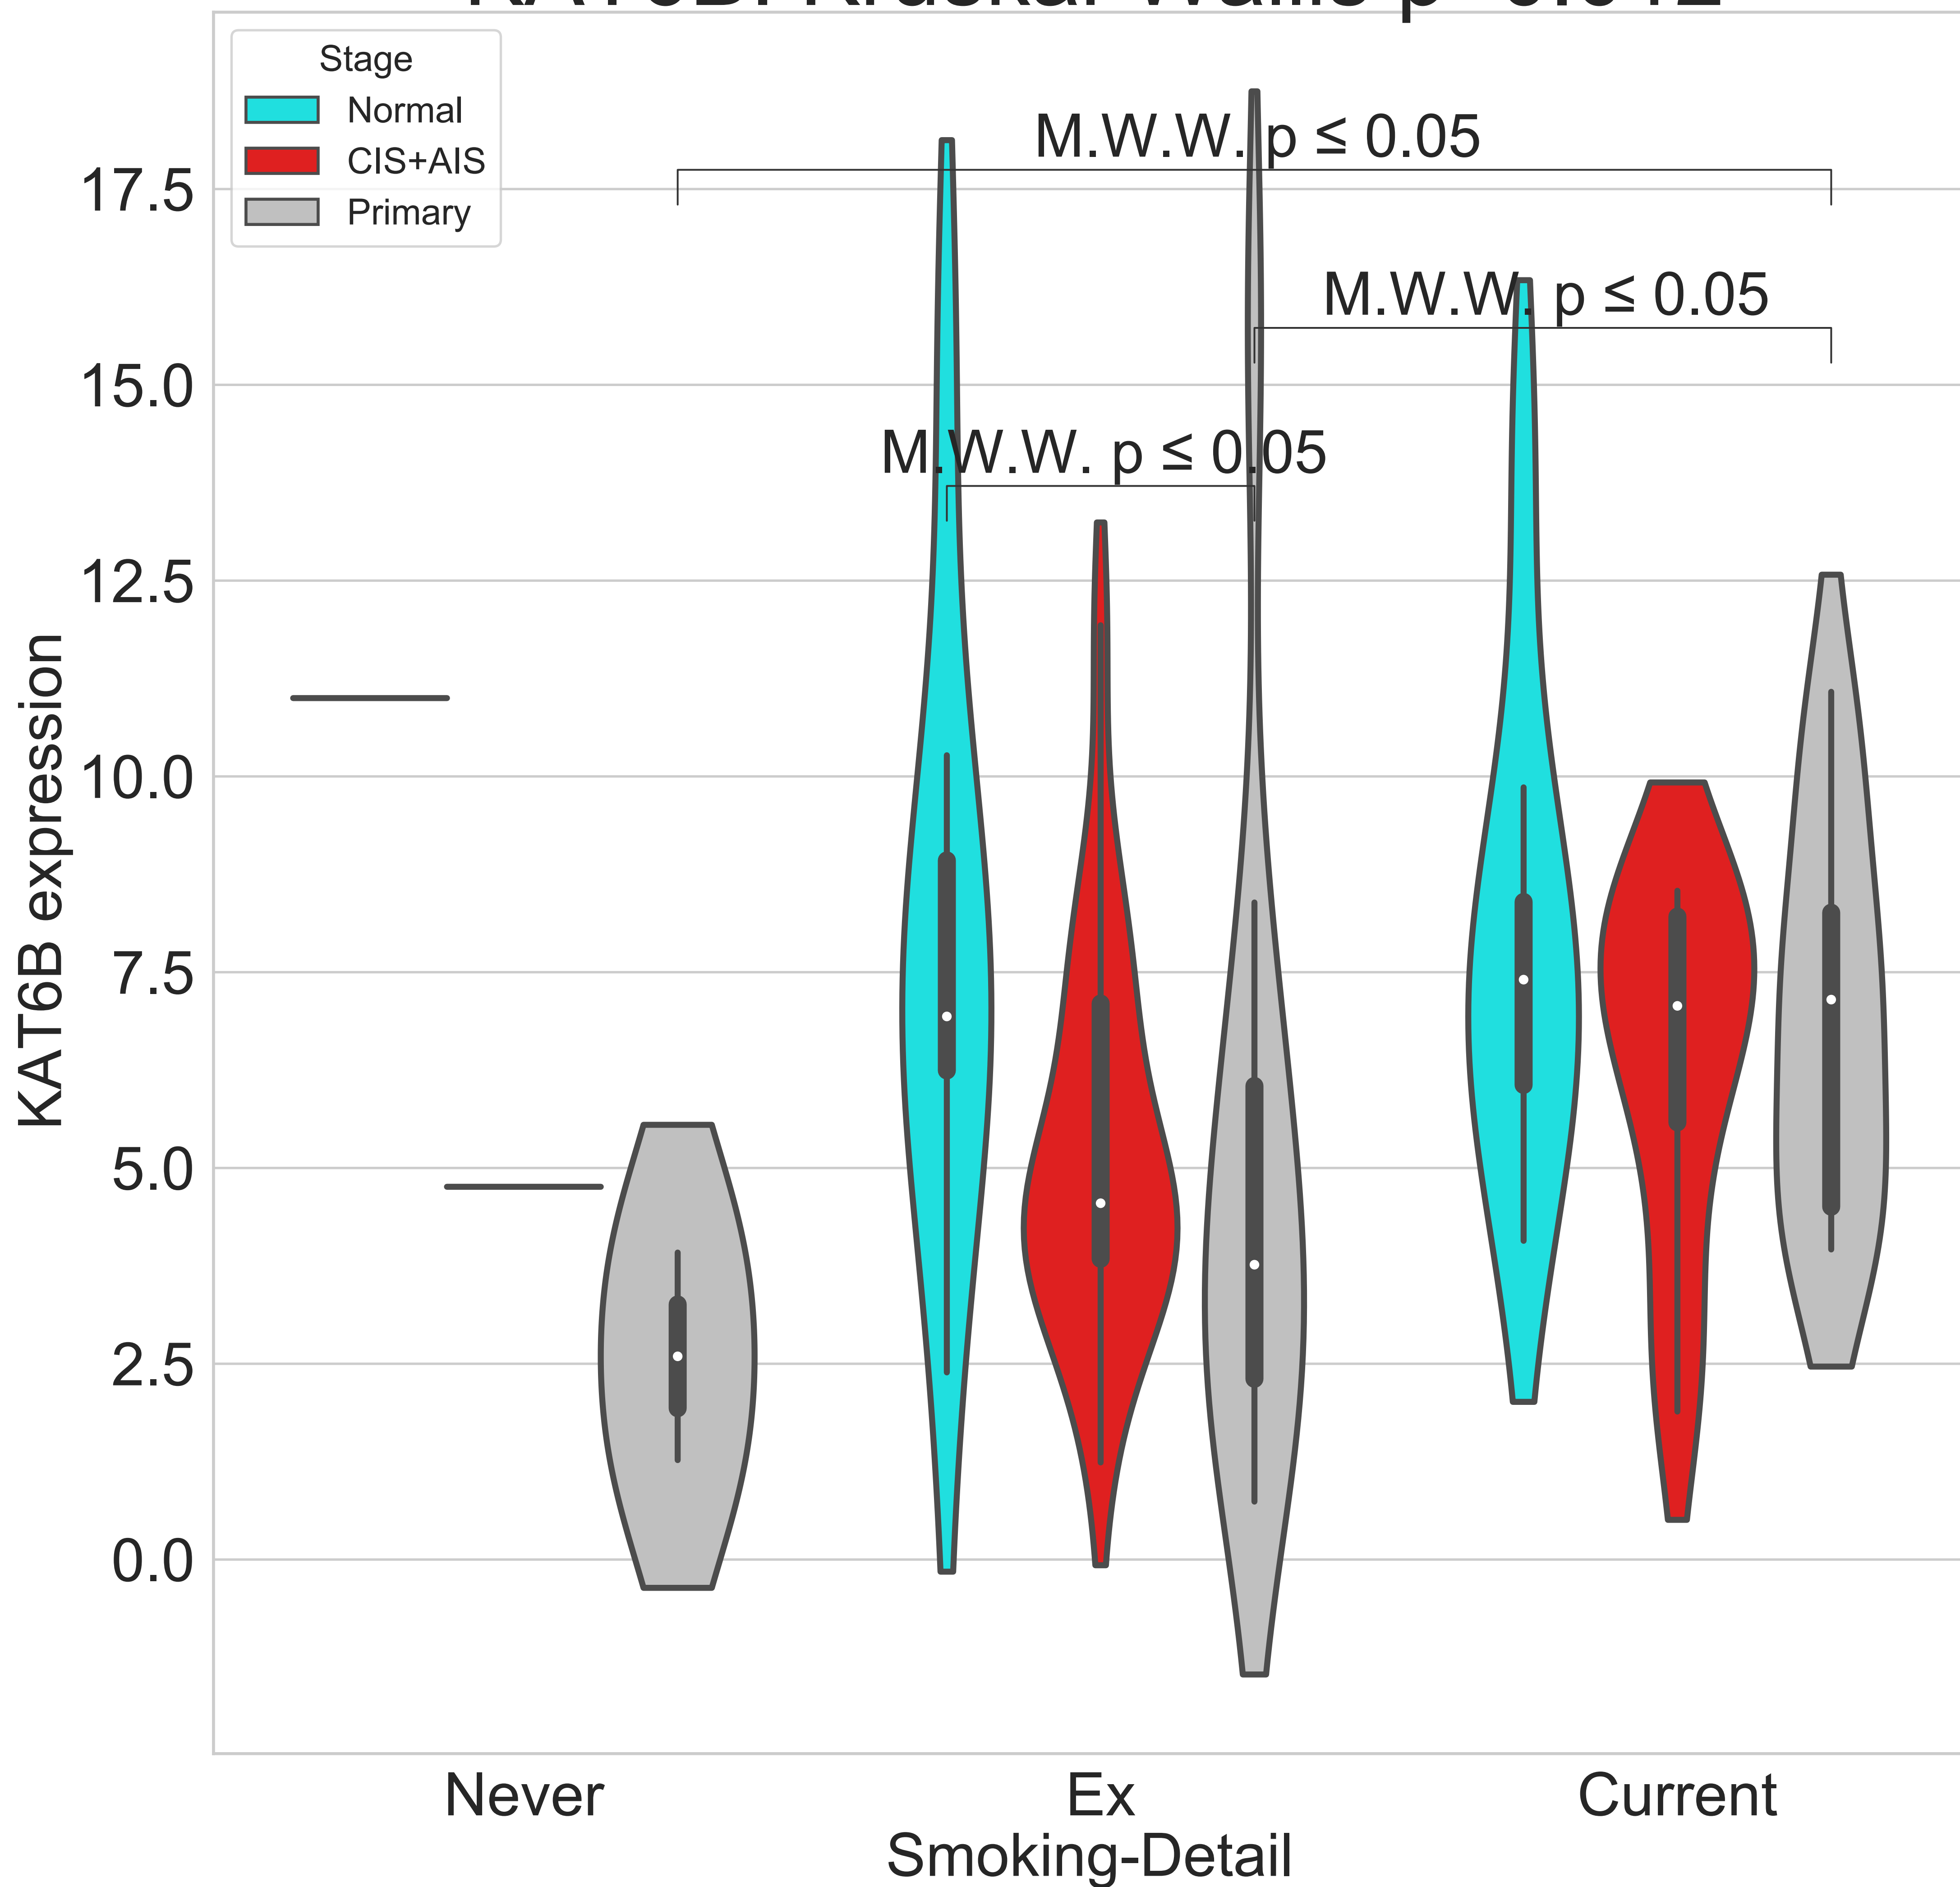 Stage
Normal
CIS+AIS
Primary
M.W.W. p ≤ 0.05
M.W.W. p ≤ 0.05
M.W.W. p ≤ 0.05
17.5
15.0
12.5
10.0
7.5
5.0
2.5
0.0
KAT6B expression
Never
Ex
Current
Smoking-Detail